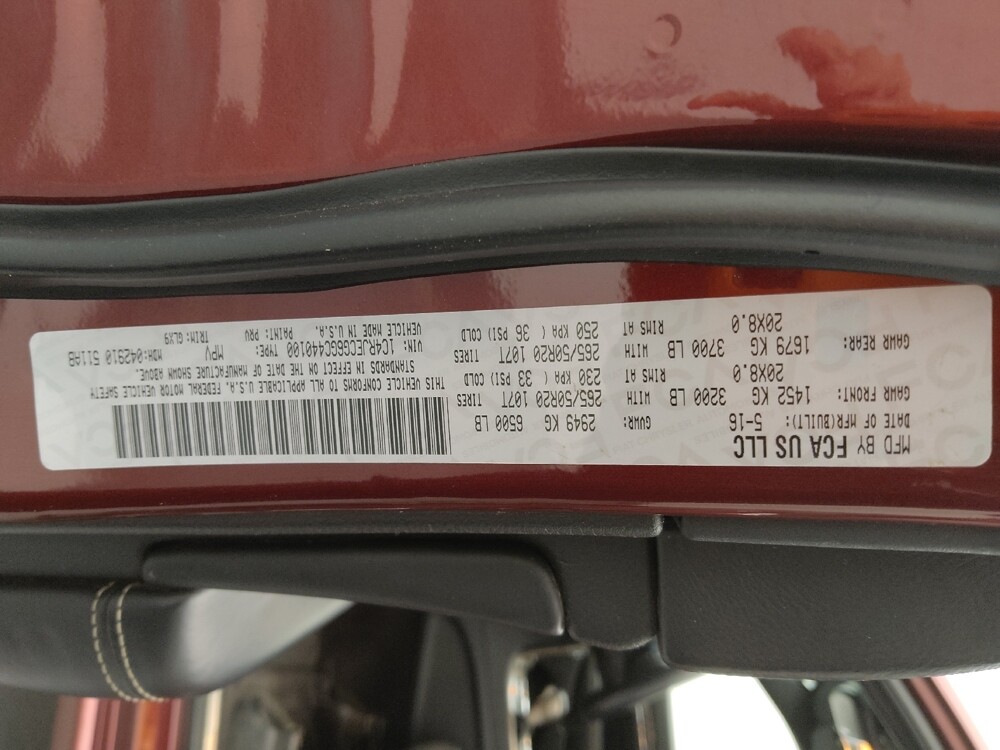 MFD BY FCA US LLC
DATE OF MFR(BUILT): 5-16 GVWR: 2949 KG 6500 LB
GAWR FRONT: 1452 KG 3200 LB WITH 265/50R20 107T TIRES
20X8.0 RIMS AT 230 KPA ( 33 PSI) COLD
GAWR REAR: 1679 KG 3700 LB WITH 265/50R20 107T TIRES
20X8.0 RIMS AT 250 KPA ( 36 PSI) COLD
THIS VEHICLE CONFORMS TO ALL APPLICABLE U.S.A. FEDERAL MOTOR VEHICLE SAFETY
STANDARDS IN EFFECT ON THE DATE OF MANUFACTURE SHOWN ABOVE.
VIN: 1C4RJECG6GC440100 TYPE: MPV MDH:042910 511AB
VEHICLE MADE IN U.S.A. PAINT: PRV TRIM: GLX9